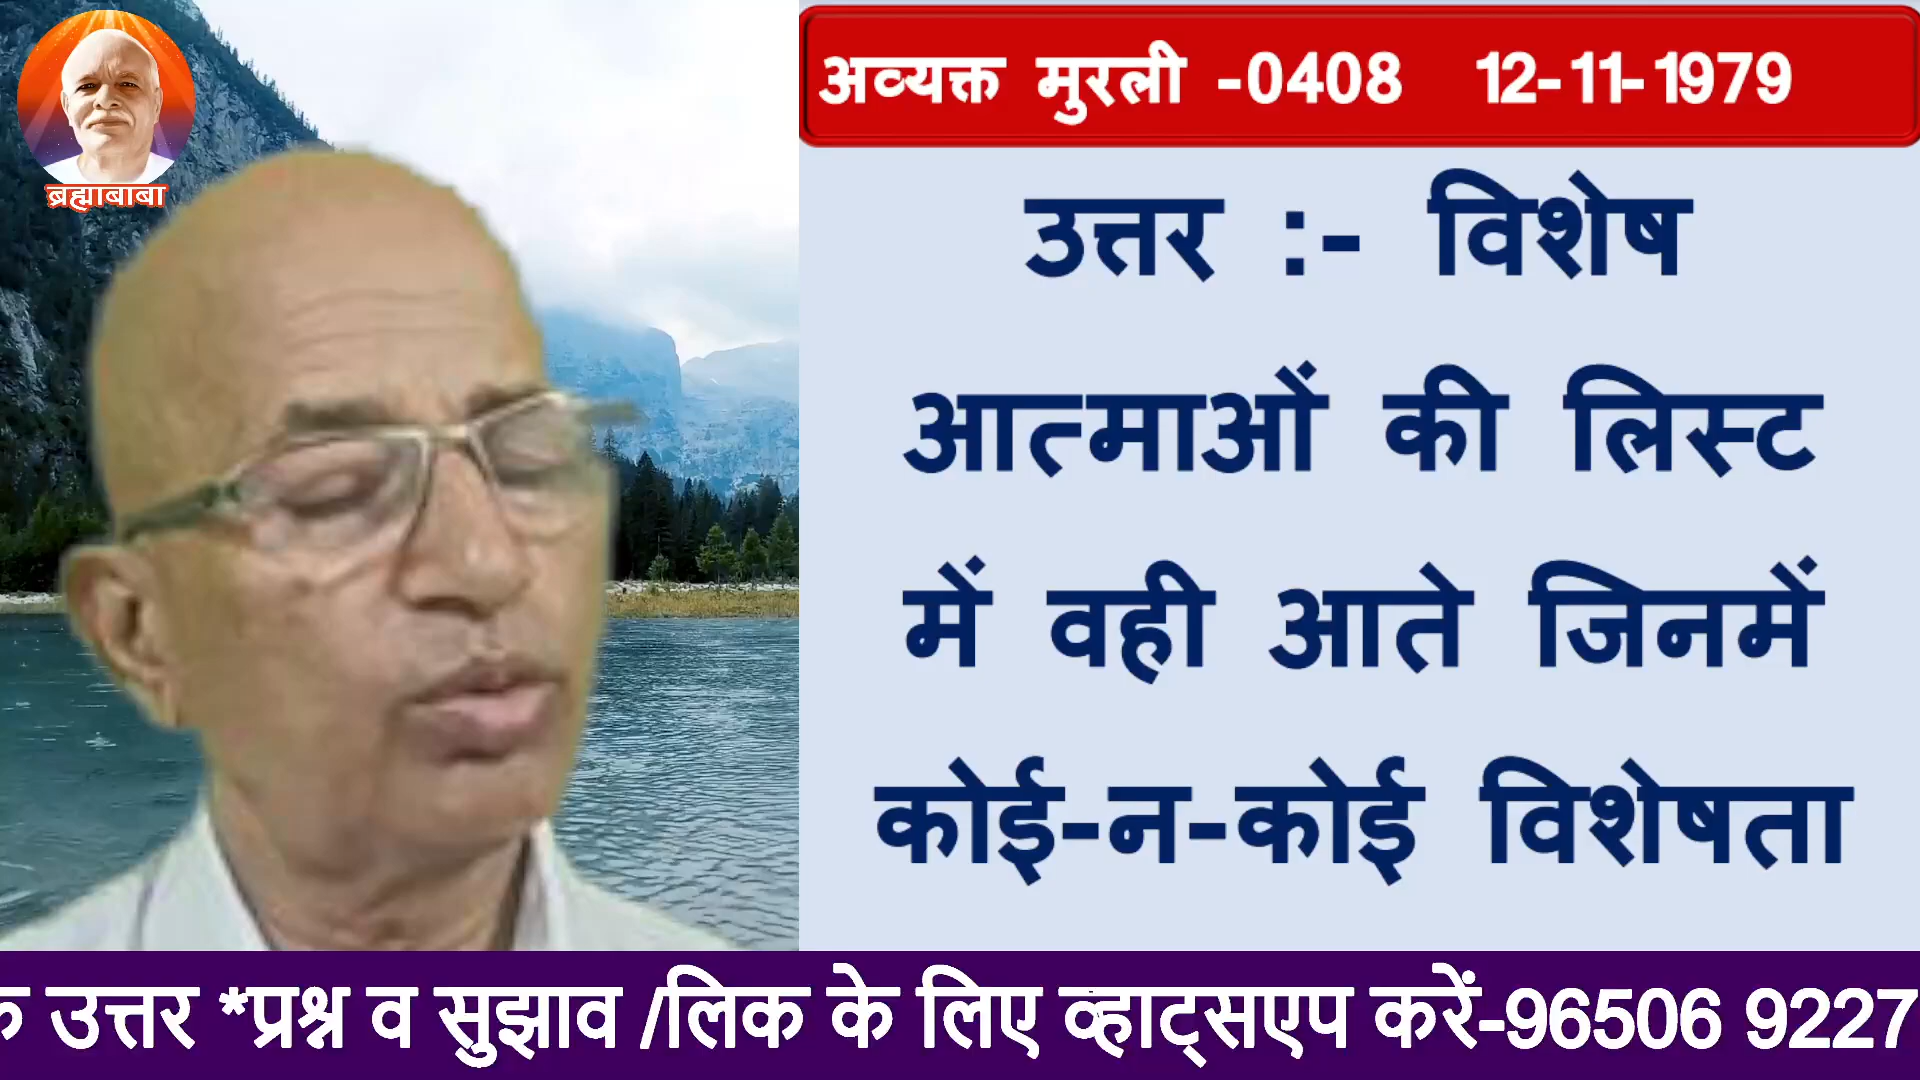 ब्रह्माबाबा
अव्यक्त मुरली -0408 12-11-1979
उत्तर :- विशेष
आत्माओं की लिस्ट
में वही आते जिनमें
कोई-न-कोई विशेषता
उत्तर *प्रश्न व सुझाव /लिंक के लिए व्हाट्सएप करें-96506 9227